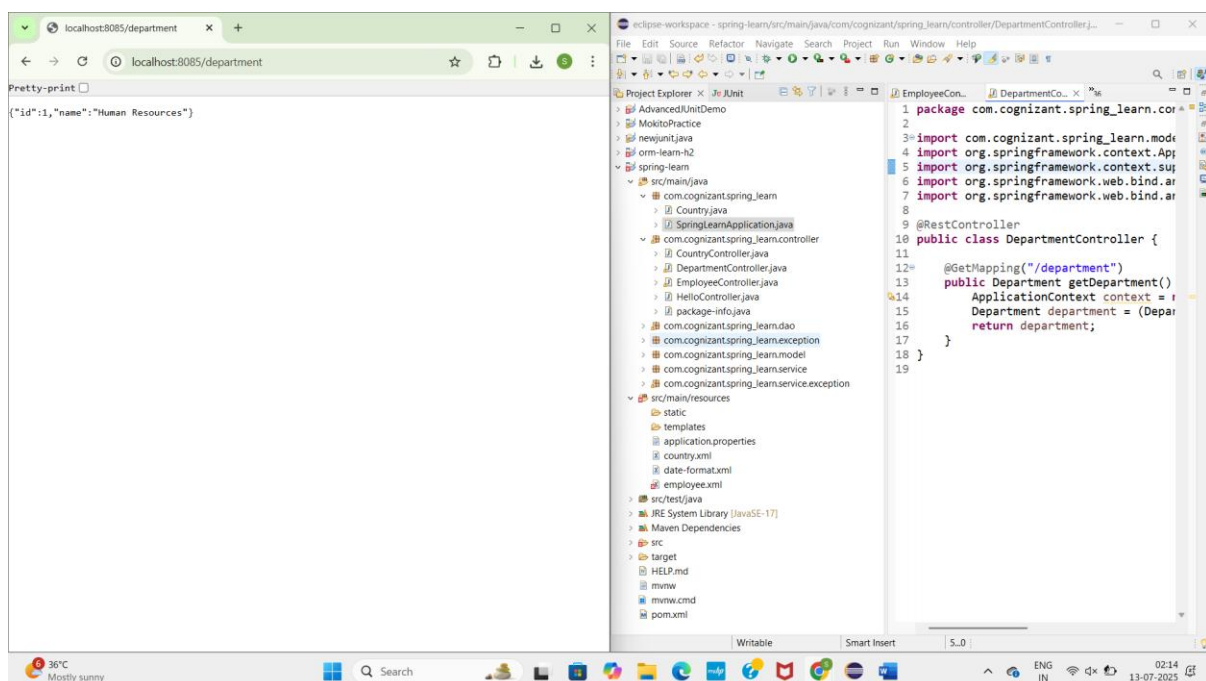 localhost:8085/department
localhost:8085/department
Pretty-print
{"id":1,"name":"Human Resources"}
eclipse-workspace - spring-learn/src/main/java/com/cognizant/spring_learn/controller/DepartmentController.j...
File Edit Source Refactor Navigate Search Project Run Window Help
Project Explorer JUnit
AdvancedJUnitDemo
MokitoPractice
newjunit.java
orm-learn-h2
spring-learn
src/main/java
com.cognizant.spring_learn
Country.java
SpringLearnApplication.java
com.cognizant.spring_learn.controller
CountryController.java
DepartmentController.java
EmployeeController.java
HelloController.java
package-info.java
com.cognizant.spring_learn.dao
com.cognizant.spring_learn.exception
com.cognizant.spring_learn.model
com.cognizant.spring_learn.service
com.cognizant.spring_learn.service.exception
src/main/resources
static
templates
application.properties
country.xml
date-format.xml
employee.xml
src/test/java
JRE System Library [JavaSE-17]
Maven Dependencies
src
target
HELP.md
mvnw
mvnw.cmd
pom.xml
EmployeeCon... DepartmentCo...
1 package com.cognizant.spring_learn.cor
2
3 import com.cognizant.spring_learn.mode
4 import org.springframework.context.App
5 import org.springframework.context.sup
6 import org.springframework.web.bind.an
7 import org.springframework.web.bind.an
8
9 @RestController
10 public class DepartmentController {
11
12 @GetMapping("/department")
13 public Department getDepartment()
14 ApplicationContext context = n
15 Department department = (Depar
16 return department;
17 }
18 }
19
Writable Smart Insert 5..0
36°C
Mostly sunny
Search
ENG
IN
02:14
13-07-2025